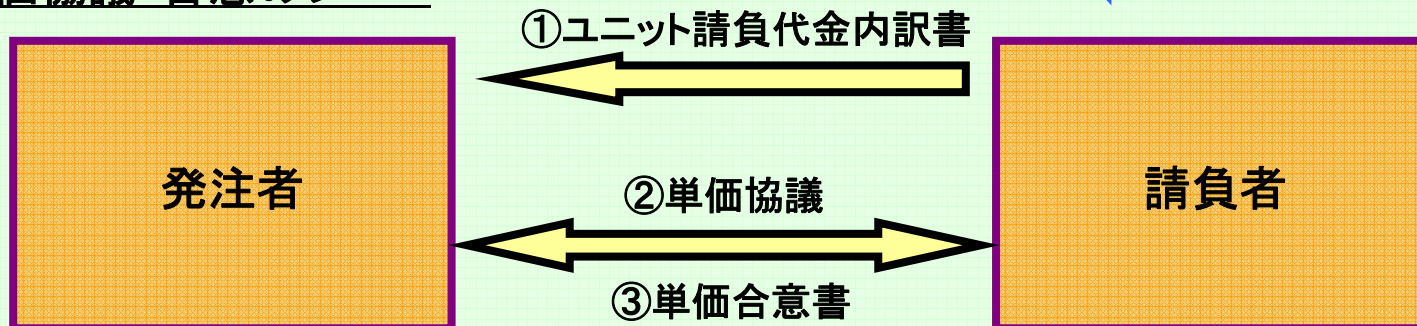 ①ユニット請負代金内訳書
発注者
②単価協議
請負者
③単価合意書